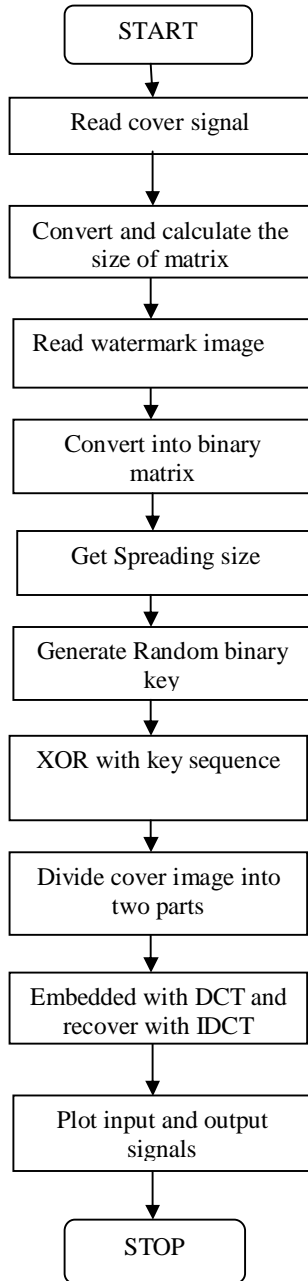 START
Read cover signal
Convert and calculate the
size of matrix
Read watermark image
Convert into binary
matrix
Get Spreading size
Generate Random binary
key
XOR with key sequence
Divide cover image into
two parts
Embedded with DCT and
recover with IDCT
Plot input and output
signals
STOP